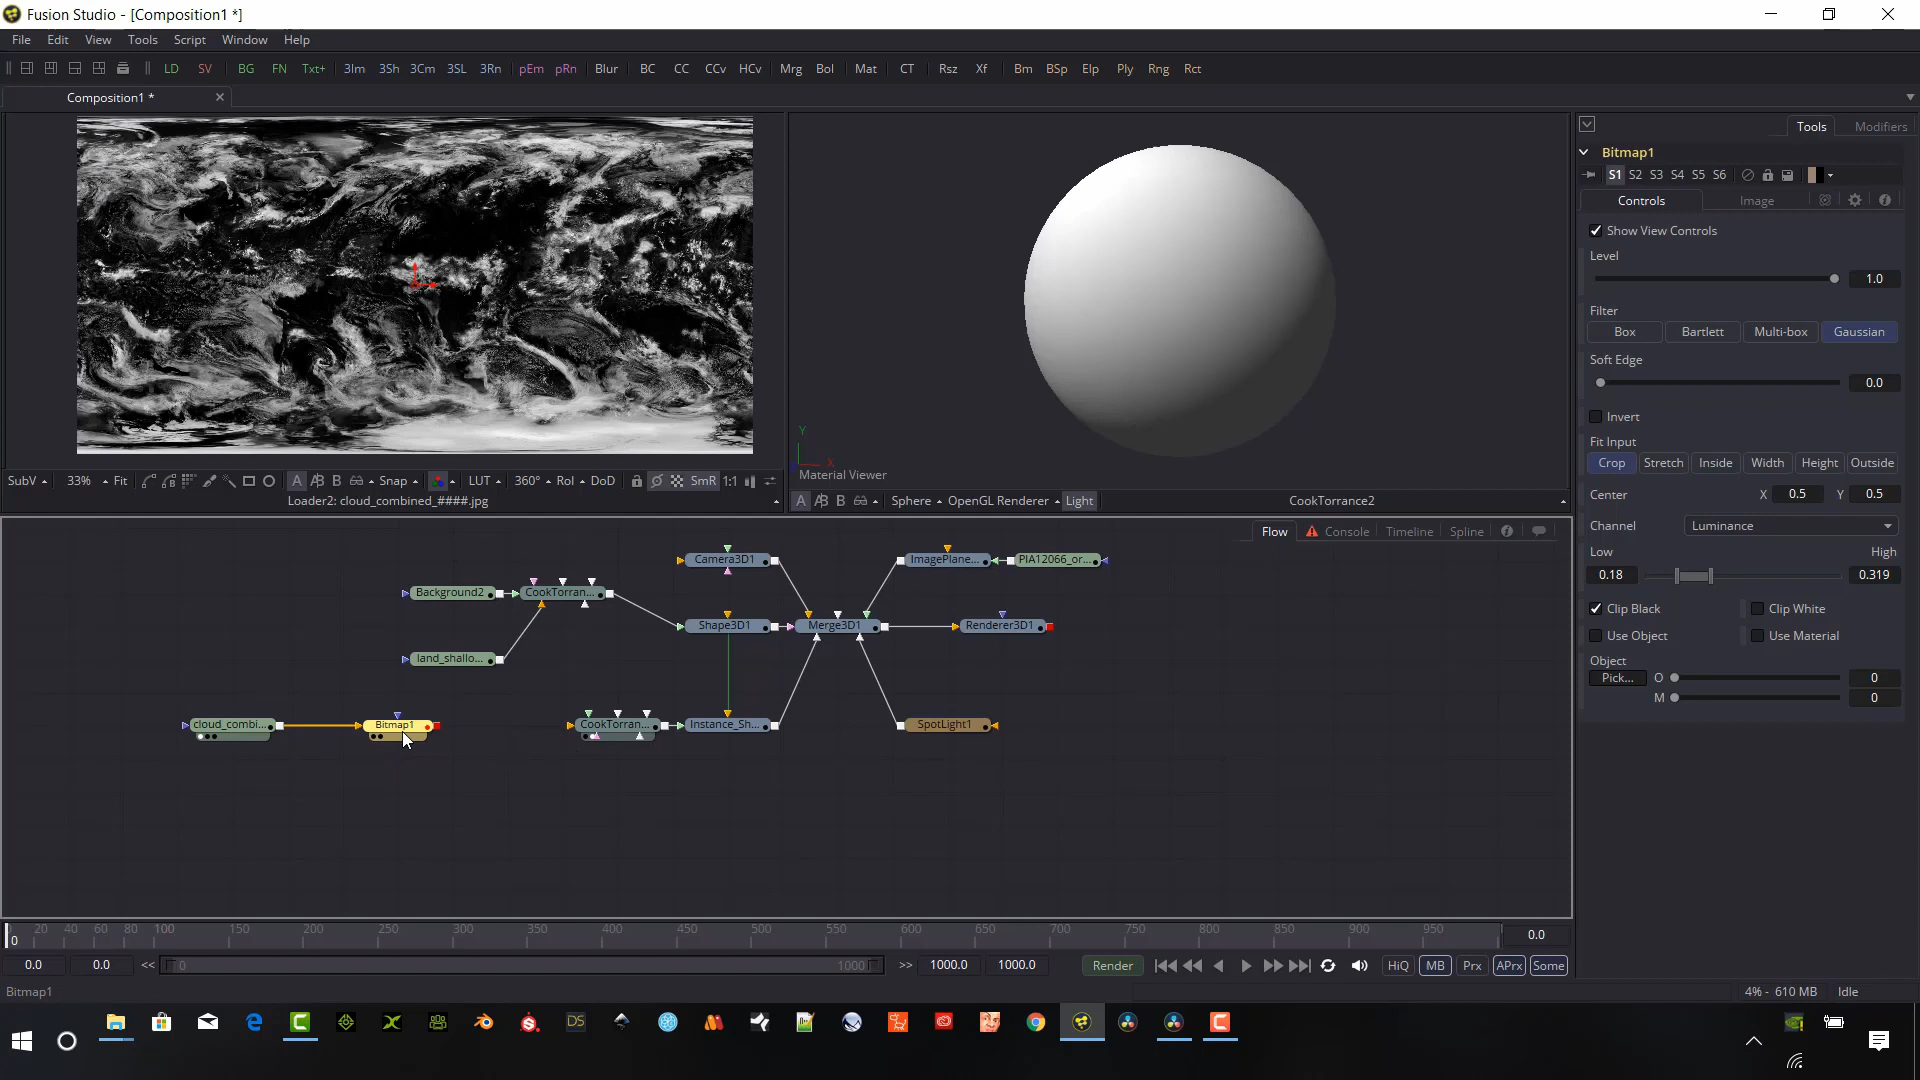 Fusion Studio - [Composition1 *]
File Edit View Tools Script Window Help
LD SV BG FN Txt+ 3Im 3Sh 3Cm 3SL 3Rn pEm pRn Blur BC CC CCv HCv Mrg Bol Mat CT Rsz Xf Bm BSp Elp Ply Rng Rct
Composition1 *
Tools Modifiers
Bitmap1
S1 S2 S3 S4 S5 S6
Controls Image
Show View Controls
Level
1.0
Filter
Box Bartlett Multi-box Gaussian
Soft Edge
0.0
Invert
Fit Input
Crop Stretch Inside Width Height Outside
Center X 0.5 Y 0.5
Channel Luminance
Low High
0.18 0.319
Clip Black Clip White
Use Object Use Material
Object
Pick... O 0
M 0
Y
X
Material Viewer
SubV 33% Fit A B Snap LUT 360° RoI DoD SmR 1:1
Loader2: cloud_combined_####.jpg
A B Sphere OpenGL Renderer Light CookTorrance2
Flow Console Timeline Spline
Camera3D1 ImagePlane... PIA12066_or...
Background2 CookTorran...
Shape3D1 Merge3D1 Renderer3D1
land_shallo...
cloud_combi... Bitmap1 CookTorran... Instance_Sh... SpotLight1
0 20 40 60 80 100 150 200 250 300 350 400 450 500 550 600 650 700 750 800 850 900 950 0.0
0.0 0.0 << 0 1000 >> 1000.0 1000.0 Render HiQ MB Prx APrx Some
Bitmap1 4% - 610 MB Idle
DS